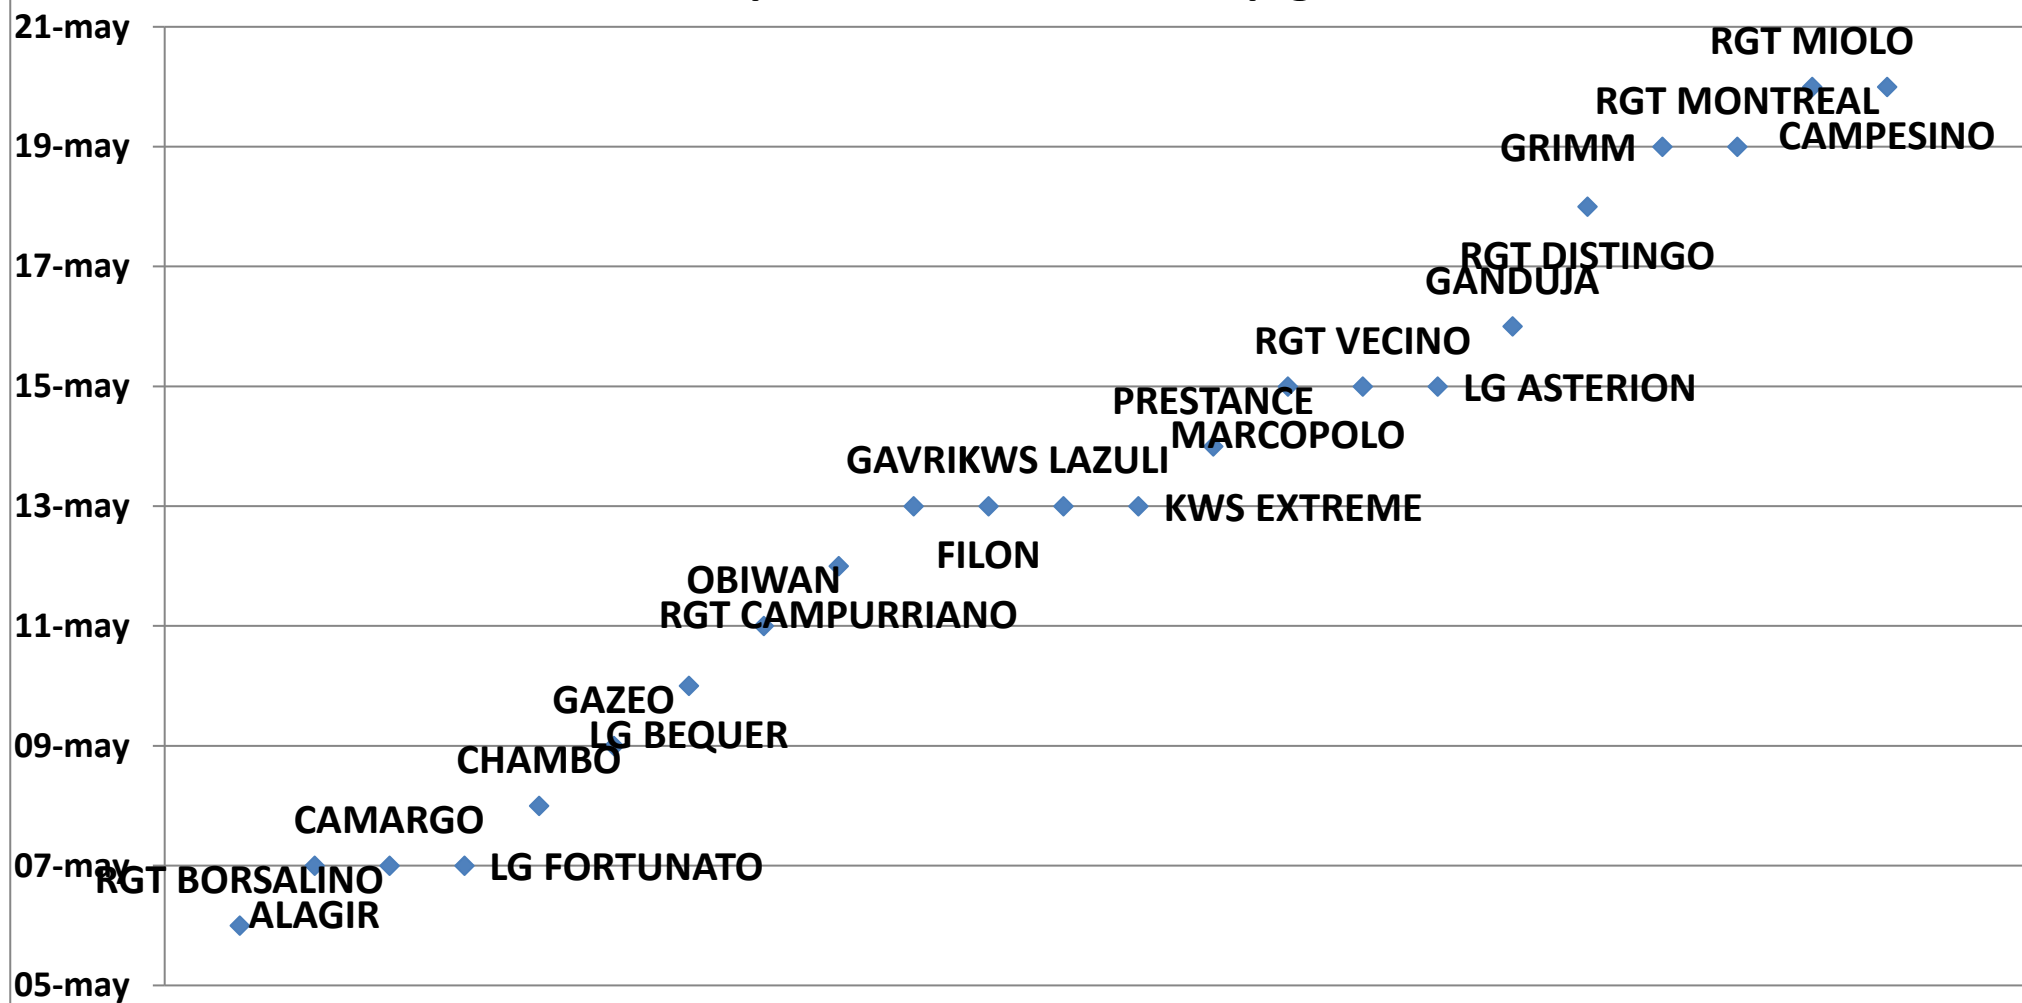 21-may
RGT MIOLO
RGT MONTREAL
CAMPESINO
19-may
GRIMM
RGT DISTINGO
17-may
GANDUJA
RGT VECINO
15-may
LG ASTERION
PRESTANCE
MARCOPOLO
GAVRI
KWS LAZULI
13-may
KWS EXTREME
FILON
OBIWAN
RGT CAMPURRIANO
11-may
GAZEO
LG BEQUER
09-may
CHAMBO
CAMARGO
07-may
LG FORTUNATO
RGT BORSALINO
ALAGIR
05-may